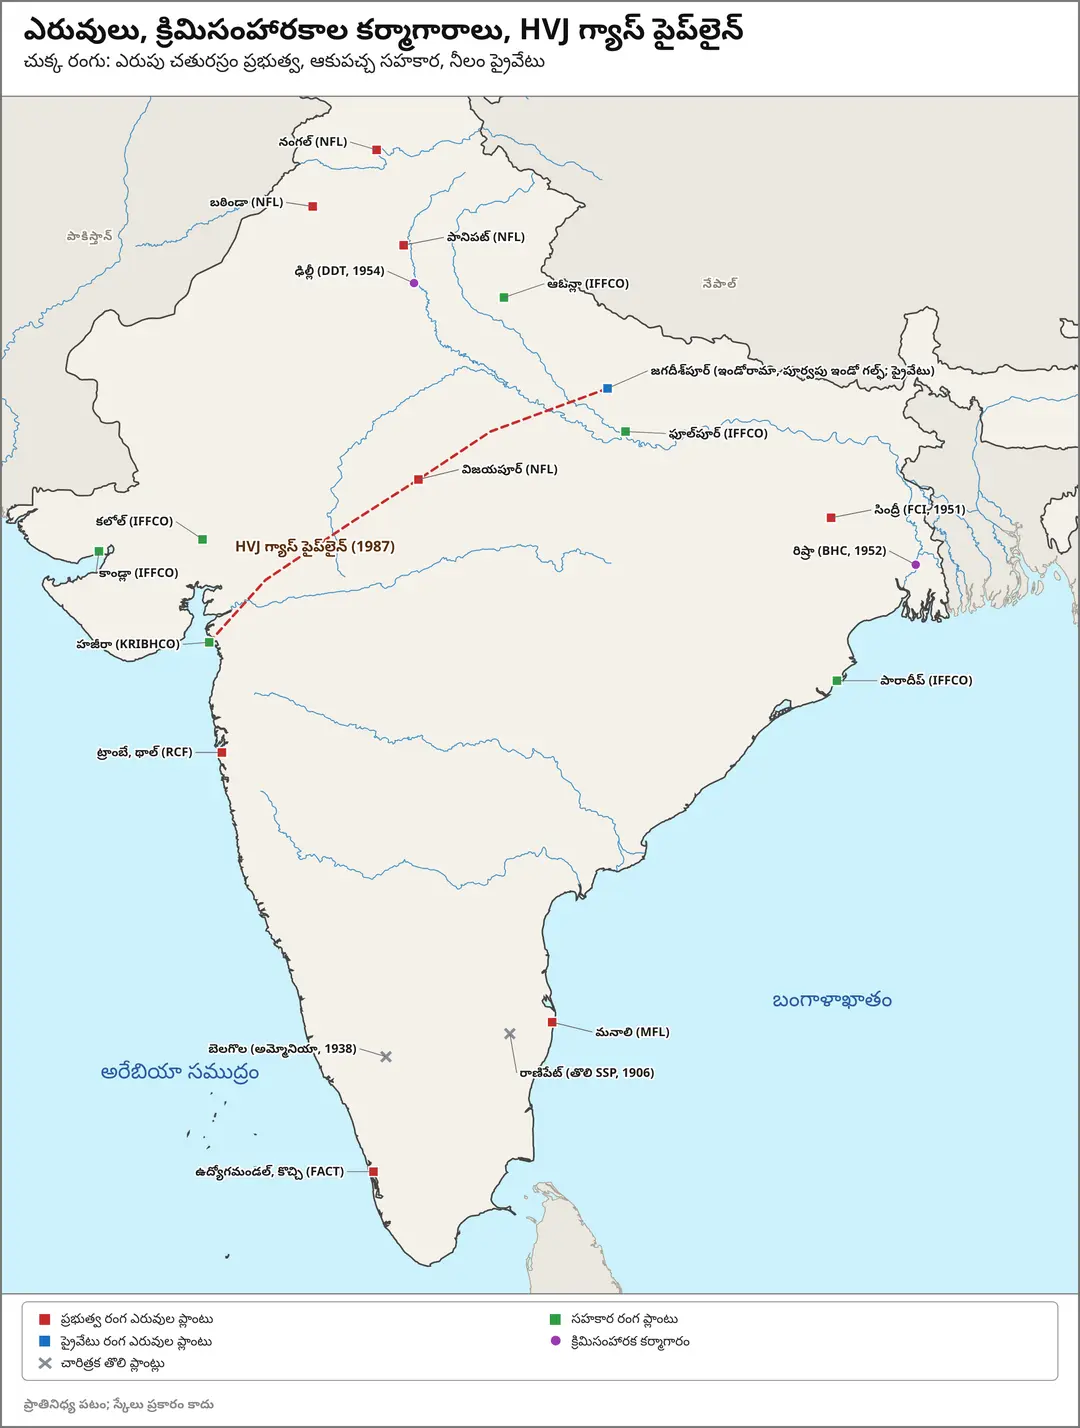 ఎరువులు, క్రిమిసంహారకాల కర్మాగారాలు, HVJ గ్యాస్ పైప్‌లైన్
చుక్క రంగు: ఎరుపు చతురస్రం ప్రభుత్వ, ఆకుపచ్చ సహకార, నీలం ప్రైవేటు
నంగల్ (NFL)
బఠిండా (NFL)
పాకిస్తాన్
పానిపట్ (NFL)
ఢిల్లీ (DDT, 1954)
ఆఓన్లా (IFFCO)
నేపాల్
జగదీశ్‌పూర్ (ఇండోరామా, పూర్వపు ఇండో గల్ఫ్; ప్రైవేటు)
ఫూల్‌పూర్ (IFFCO)
విజయపూర్ (NFL)
సింద్రీ (FCI, 1951)
కలోల్ (IFFCO)
HVJ గ్యాస్ పైప్‌లైన్ (1987)
రిష్రా (BHC, 1952)
కాండ్లా (IFFCO)
హజీరా (KRIBHCO)
పారాదీప్ (IFFCO)
ట్రాంబే, థాల్ (RCF)
బంగాళాఖాతం
మనాలి (MFL)
బెలగొల (అమ్మోనియా, 1938)
అరేబియా సముద్రం
రాణిపేట్ (తొలి SSP, 1906)
ఉద్యోగమండల్, కొచ్చి (FACT)
ప్రభుత్వ రంగ ఎరువుల ప్లాంటు
సహకార రంగ ప్లాంటు
ప్రైవేటు రంగ ఎరువుల ప్లాంటు
క్రిమిసంహారక కర్మాగారం
చారిత్రక తొలి ప్లాంట్లు
ప్రాతినిధ్య పటం; స్కేలు ప్రకారం కాదు